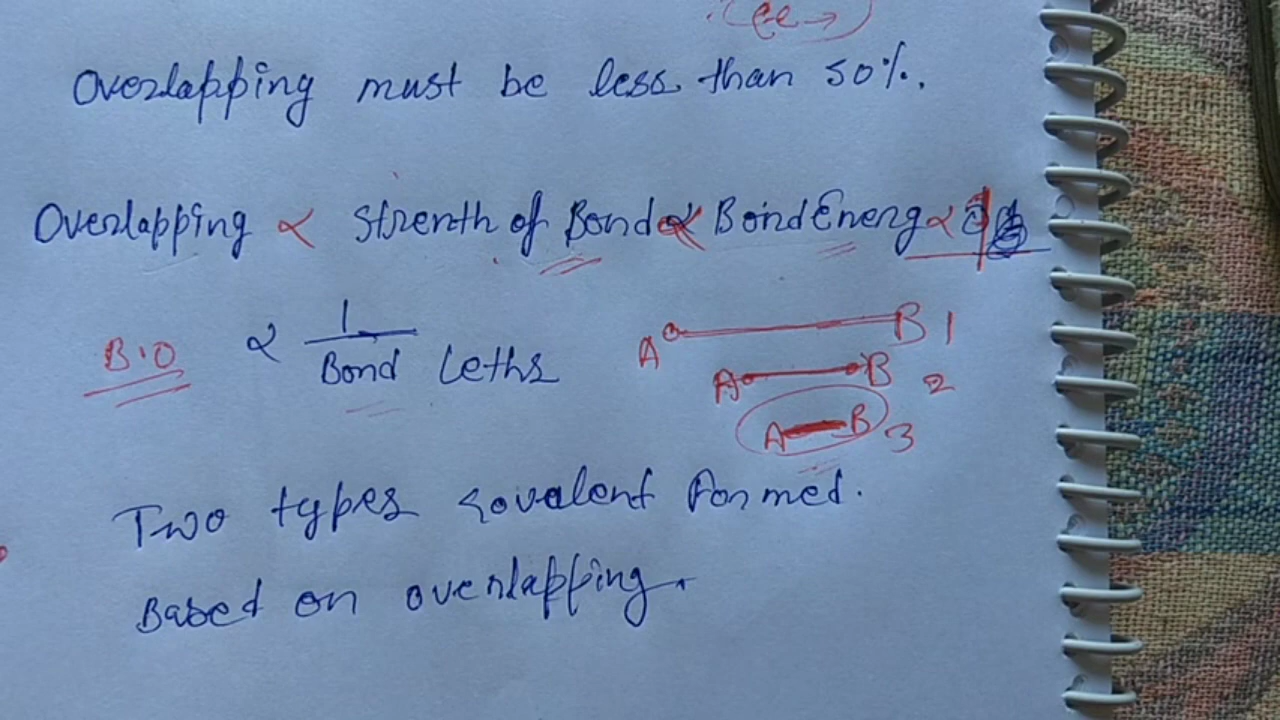 Overlapping must be less than 50%.
Overlapping ∝ Strenth of Bond ∝ Bond Energ ∝
B.O ∝ 1
Bond Leths
A B 1
A B 2
A B 3
Two types covalent formed.
Based on overlapping.